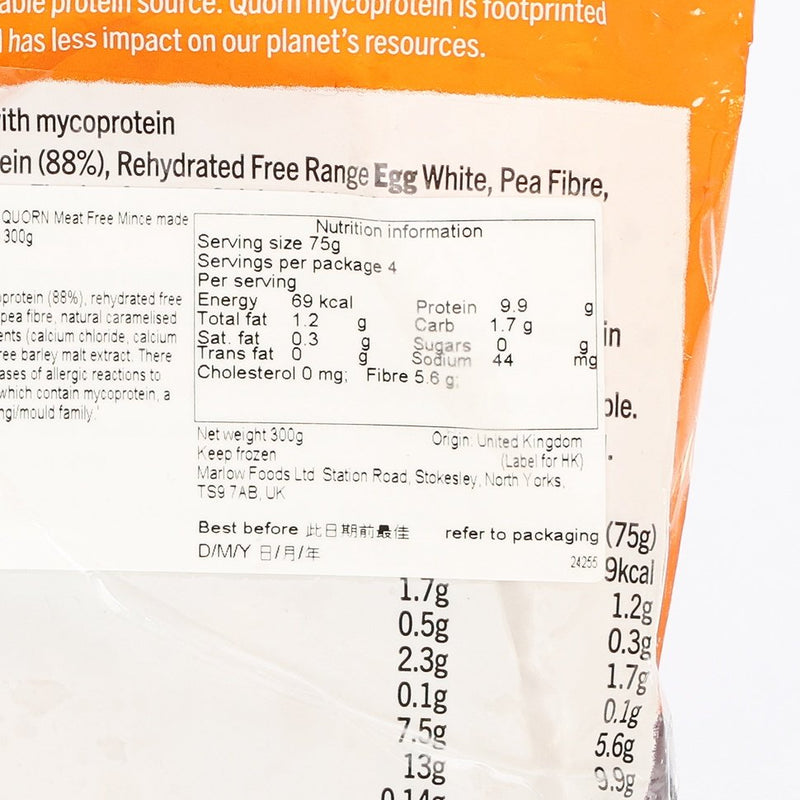 able protein source. Quorn mycoprotein is footprinted
has less impact on our planet's resources.
ith mycoprotein
ein (88%), Rehydrated Free Range Egg White, Pea Fibre,
QUORN Meat Free Mince made
300g
protein (88%), rehydrated free
pea fibre, natural caramelised
ents (calcium chloride, calcium
ree barley malt extract. There
ases of allergic reactions to
which contain mycoprotein, a
ngi/mould family.'
Nutrition information
Serving size 75g
Servings per package 4
Per serving
Energy 69 kcal Protein 9.9 g
Total fat 1.2 g Carb 1.7 g
Sat. fat 0.3 g Sugars 0 g
Trans fat 0 g Sodium 44 mg
Cholesterol 0 mg; Fibre 5.6 g;
in
ble.
Net weight 300g Origin: United Kingdom
Keep frozen (Label for HK)
Marlow Foods Ltd Station Road, Stokesley, North Yorks,
TS9 7AB, UK
Best before 此日期前最佳 refer to packaging
D/M/Y 日/月/年 24255
(75g)
9kcal
1.7g 1.2g
0.5g 0.3g
2.3g 1.7g
0.1g 0.1g
7.5g 5.6g
13g 9.9g
0.14g